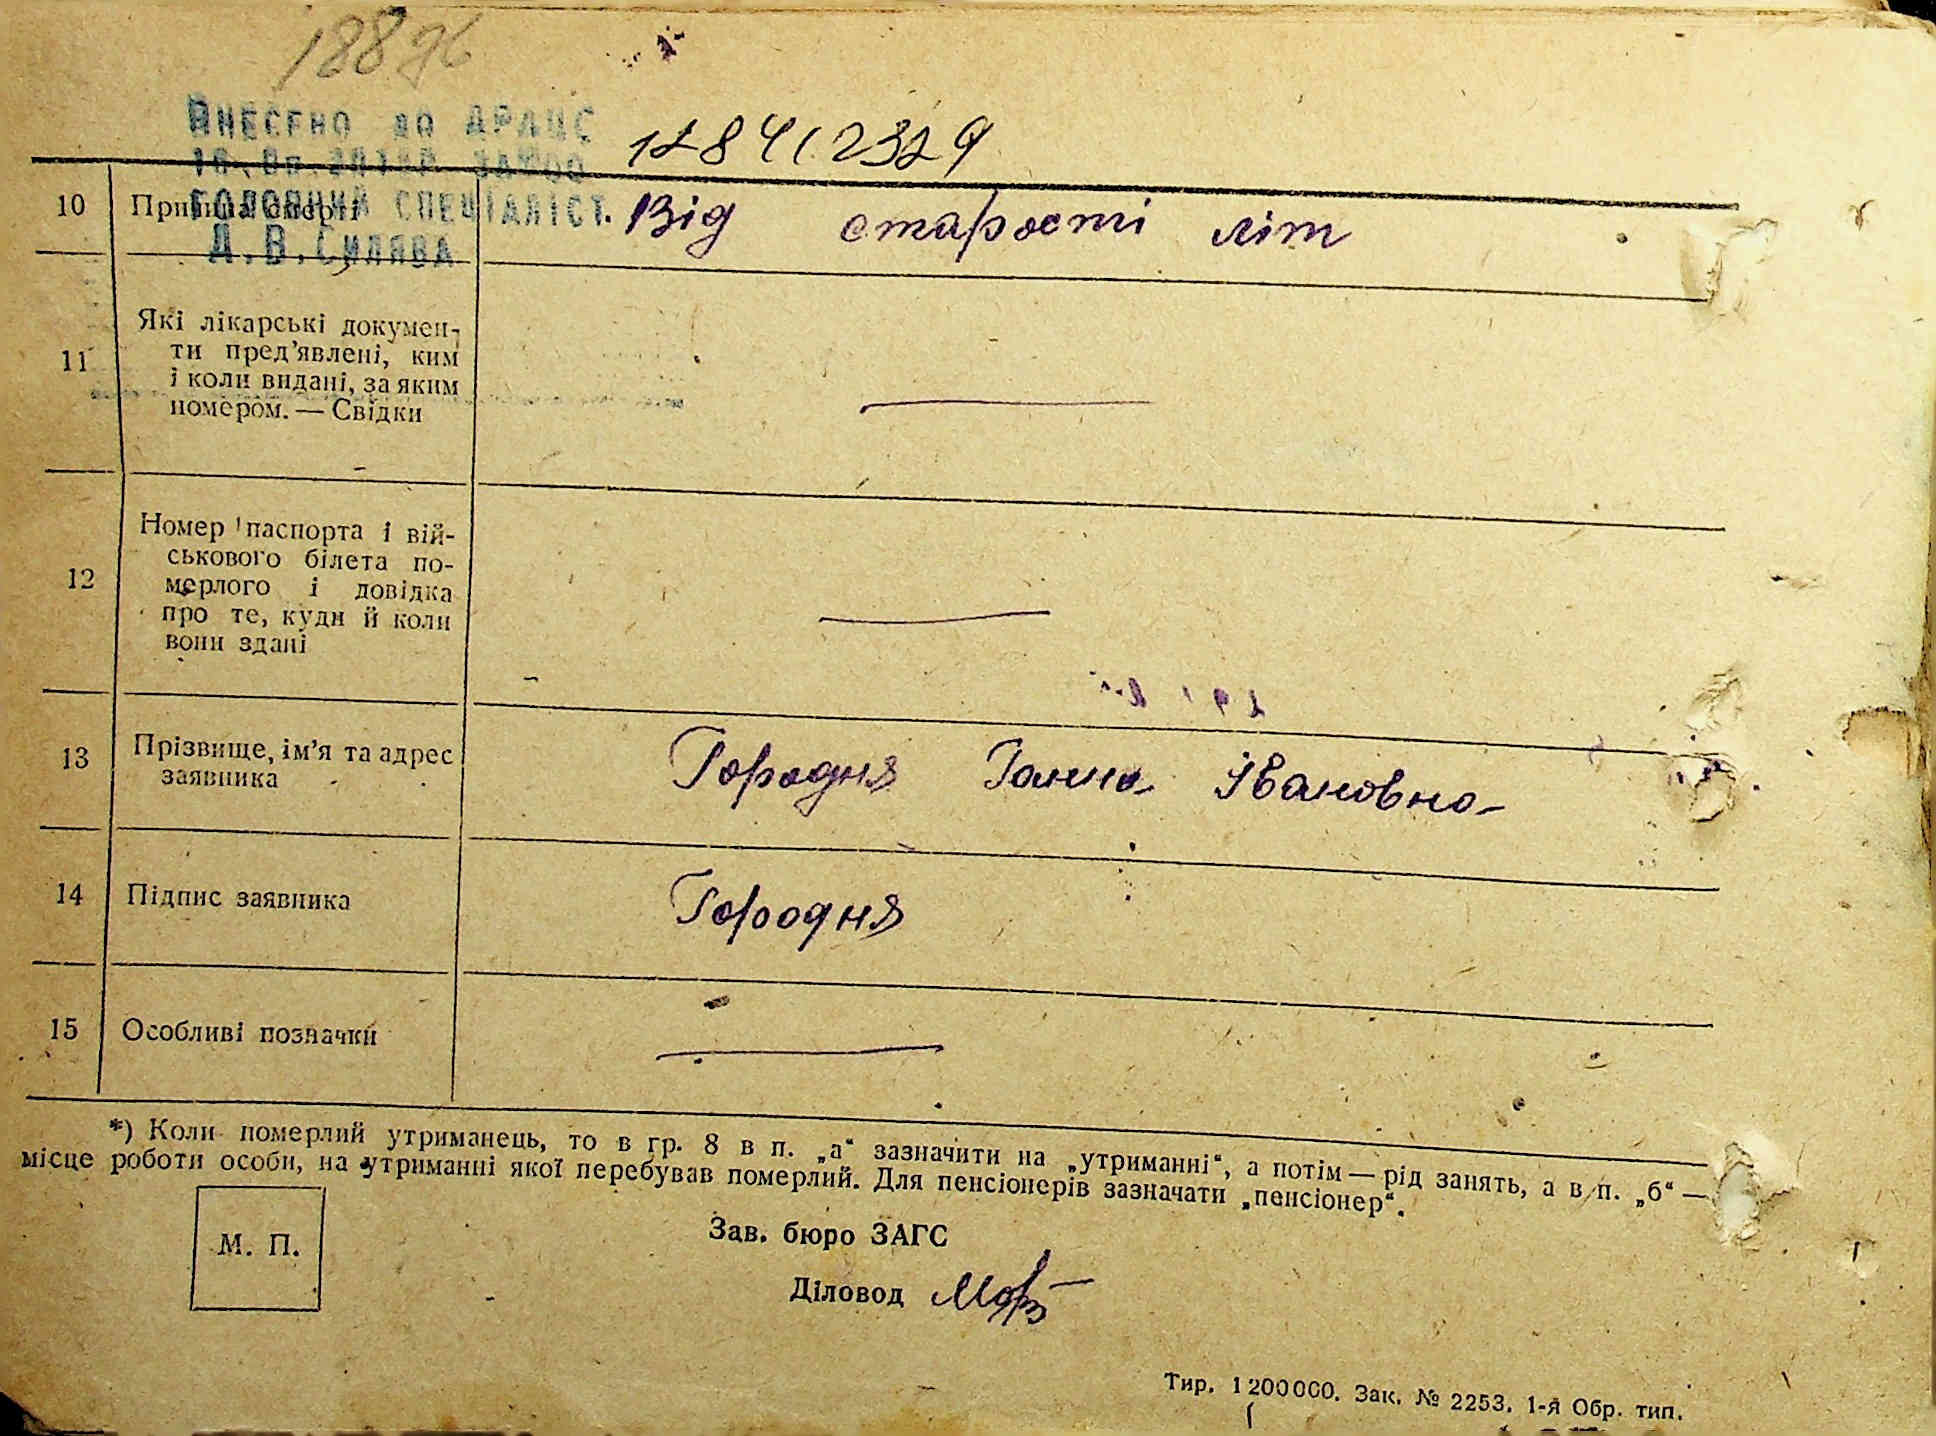 188 зв
ВНЕСЕНО ДО ДРАЦС
ГОЛОВНИЙ СПЕЦІАЛІСТ
Д.В.СИЛЯВА
10 Причина смерті Від старості літ
11 Які лікарські докумен-
ти пред’явлені, ким
і коли видані, за яким
номером. — Свідки
12 Номер паспорта і вій-
ськового білета по-
мерлого і довідка
про те, куди й коли
вони здані
13 Прізвище, ім’я та адрес
заявника
Городня Ганна Івановна
14 Підпис заявника Городня
15 Особливі позначки
*) Коли померлий утриманець, то в гр. 8 в п. „а“ зазначити на „утриманні“, а потім — рід занять, а в п. „б“ —
місце роботи особи, на утриманні якої перебував померлий. Для пенсіонерів зазначати „пенсіонер“.
М. П.
Зав. бюро ЗАГС
Діловод
Тир. 1200000. Зак. № 2253. 1-я Обр. тип.